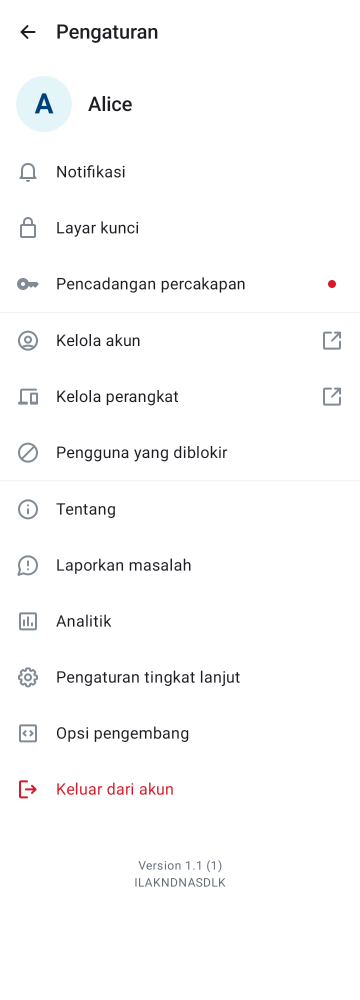 Pengaturan
A
Alice
Notifikasi
Layar kunci
Pencadangan percakapan
Kelola akun
Kelola perangkat
Pengguna yang diblokir
Tentang
Laporkan masalah
Analitik
Pengaturan tingkat lanjut
Opsi pengembang
Keluar dari akun
Version 1.1 (1)
ILAKNDNASDLK